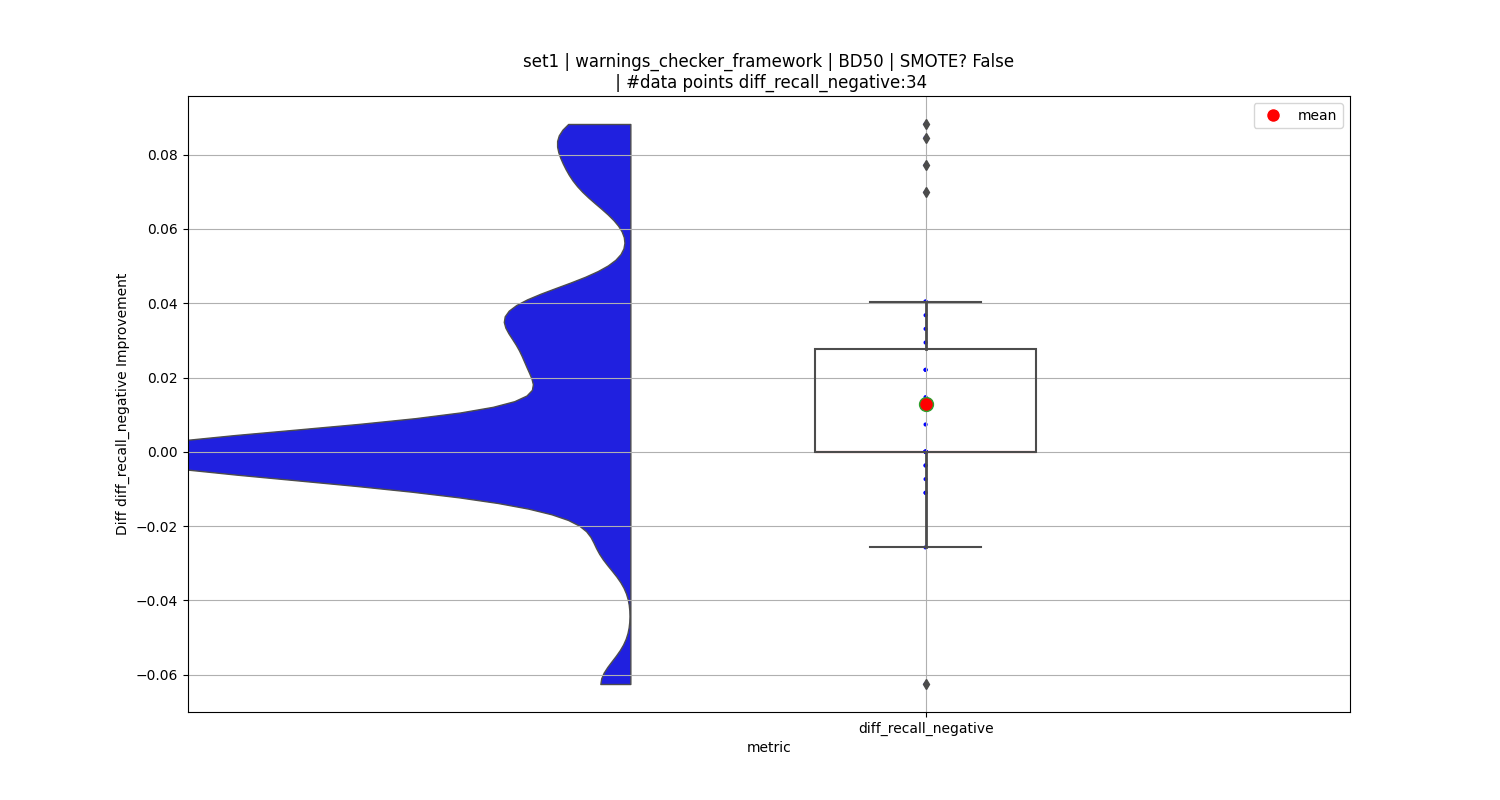 set1 | warnings_checker_framework | BD50 | SMOTE? False
| #data points diff_recall_negative:34
mean
0.08
0.06
0.04
0.02
0.00
−0.02
−0.04
−0.06
Diff diff_recall_negative Improvement
diff_recall_negative
metric